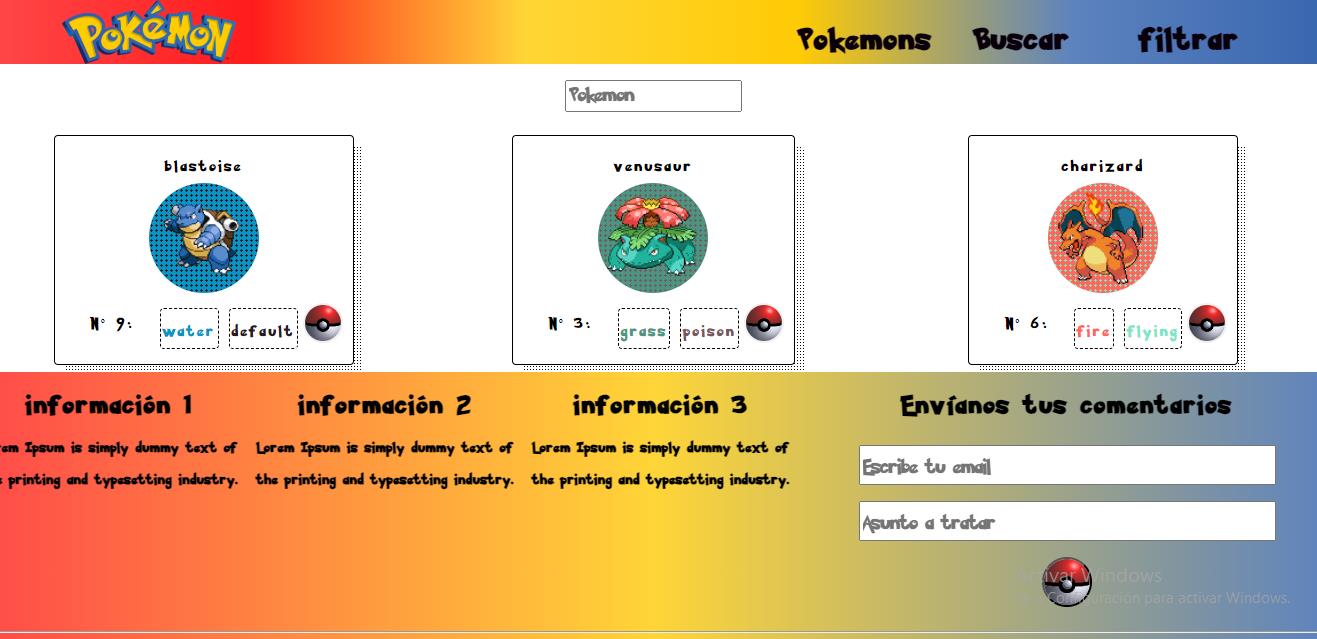 POKÉMON
Pokemons Buscar filtrar
Pokemon
blastoise
N° 9: water default
venusaur
N° 3: grass poison
charizard
N° 6: fire flying
información 1
em Ipsum is simply dummy text of
e printing and typesetting industry.
información 2
Lorem Ipsum is simply dummy text of
the printing and typesetting industry.
información 3
Lorem Ipsum is simply dummy text of
the printing and typesetting industry.
Envíanos tus comentarios
Escribe tu email
Asunto a tratar
Activar Windows
Configuración para activar Windows.